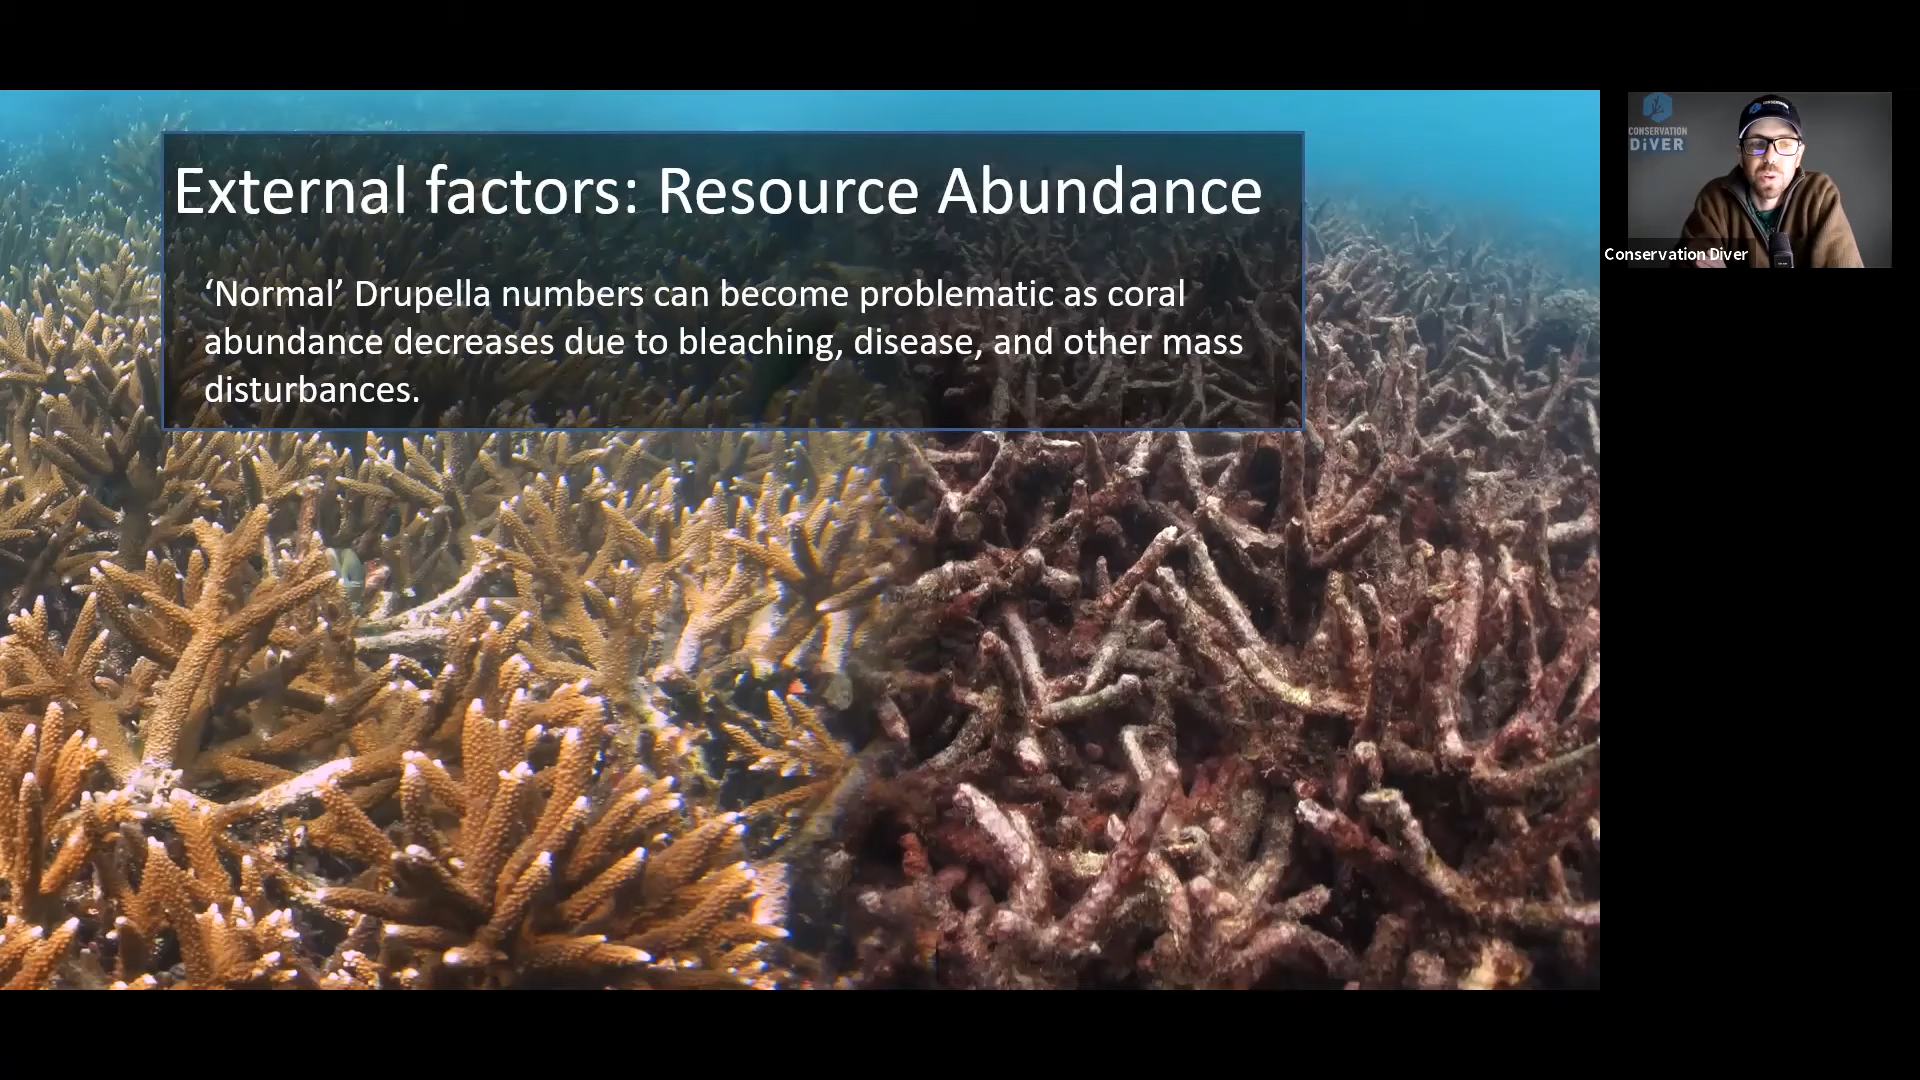 External factors: Resource Abundance
‘Normal’ Drupella numbers can become problematic as coral
abundance decreases due to bleaching, disease, and other mass
disturbances.
CONSERVATION
DiVER
Conservation Diver